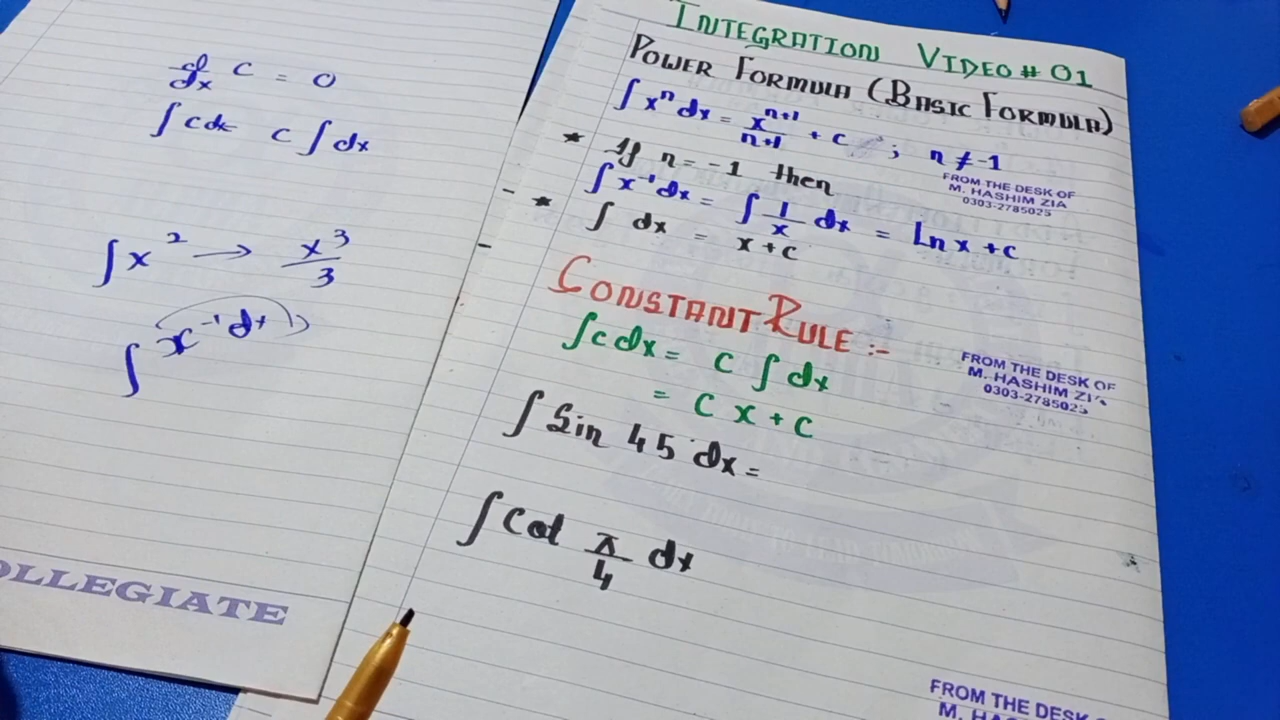 d/dx c = 0
∫ c dx c ∫ dx
∫ x² → x³/3
∫ x⁻¹ dx
OLLEGIATE
INTEGRATION VIDEO # 01
POWER FORMULA (BASIC FORMULA)
∫ xⁿ dx = xⁿ⁺¹/n+1 + c ; n ≠ -1
* If n = -1 then
∫ x⁻¹ dx = ∫ 1/x dx = Ln x + c
* ∫ dx = x + c
FROM THE DESK OF
M. HASHIM ZIA
0303-2785025
CONSTANT RULE :-
∫ c dx = c ∫ dx
= c x + c
FROM THE DESK OF
M. HASHIM ZIA
0303-2785025
∫ Sin 45 dx =
∫ Cot π/4 dx
FROM THE DESK
M.